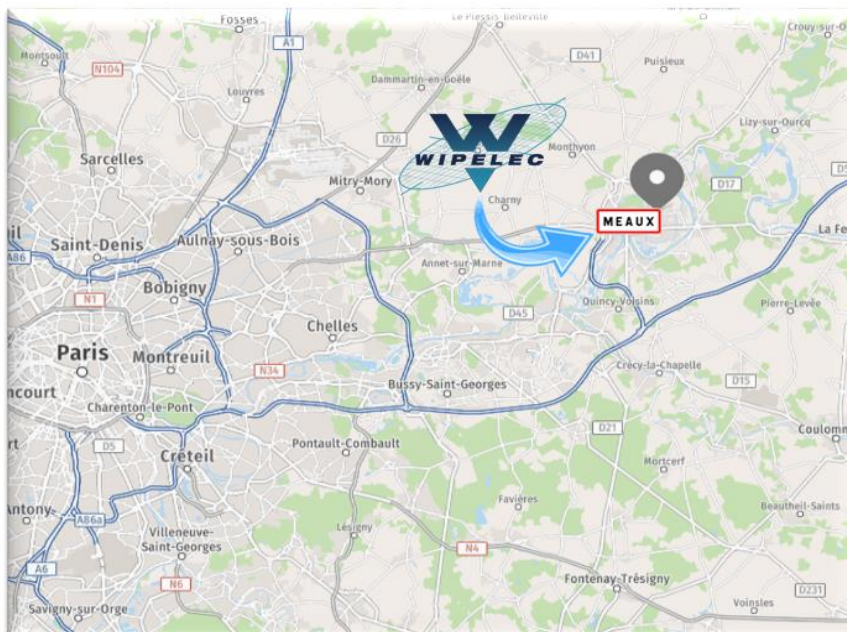 Fosses
Le Plessis-Belleville
Crouy-sur-O
A1
Montsoult
N104
D41
Puisieux
Dammartin-en-Goële
Louvres
Lizy-sur-Ourcq
D26
WIPELEC
Monthyon
Sarcelles
Mitry-Mory
D17
D5
Charny
MEAUX
La Fe
Saint-Denis
Aulnay-sous-Bois
A86
Annet-sur-Marne
N1
Bobigny
Quincy-Voisins
Pierre-Levée
D45
Chelles
Paris
Montreuil
N34
Crécy-la-Chapelle
Bussy-Saint-Georges
D15
ncourt
Charenton-le-Pont
D21
Coulomm
D5
Pontault-Combault
Créteil
Mortcerf
Favières
Beautheil-Saints
Antony
A86a
Lésigny
Villeneuve-
Saint-Georges
N4
A6
N6
Fontenay-Trésigny
D231
Voinsles
Savigny-sur-Orge